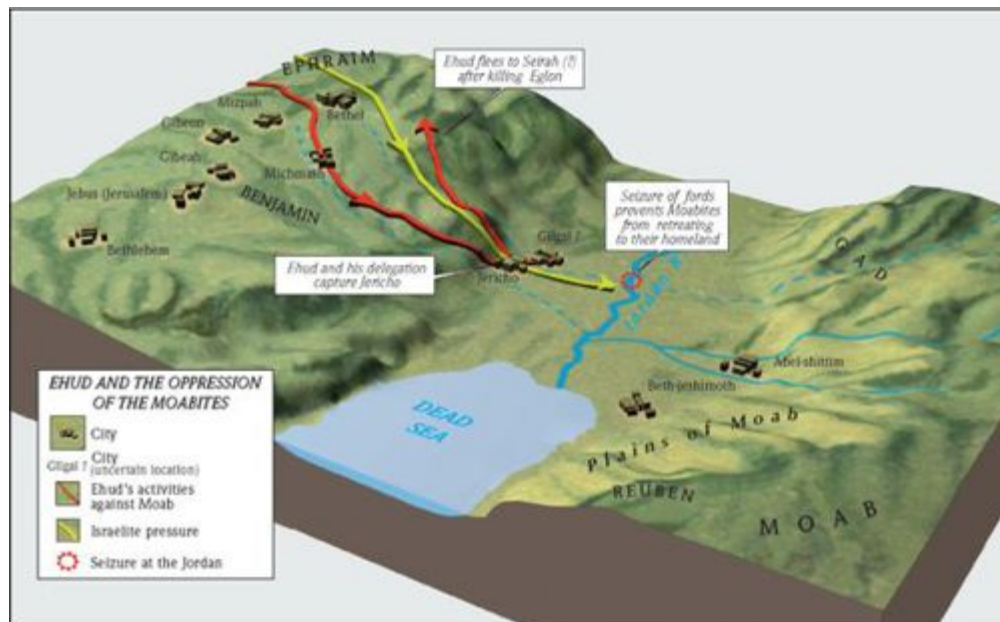 EPHRAIM
Ehud flees to Seirah (?)
after killing Eglon
Mizpah
Bethel
Gibeon
Gibeah
Michmash
Jebus (Jerusalem)
BENJAMIN
Bethlehem
Seizure of fords
prevents Moabites
from retreating
to their homeland
Gilgal ?
GAD
Ehud and his delegation
capture Jericho
Jericho
Jordan R.
Abel-shittim
Beth-jeshimoth
DEAD
SEA
Plains of Moab
REUBEN
MOAB
EHUD AND THE OPPRESSION
OF THE MOABITES
City
Gilgal ?
City
(uncertain location)
Ehud's activities
against Moab
Israelite pressure
Seizure at the Jordan